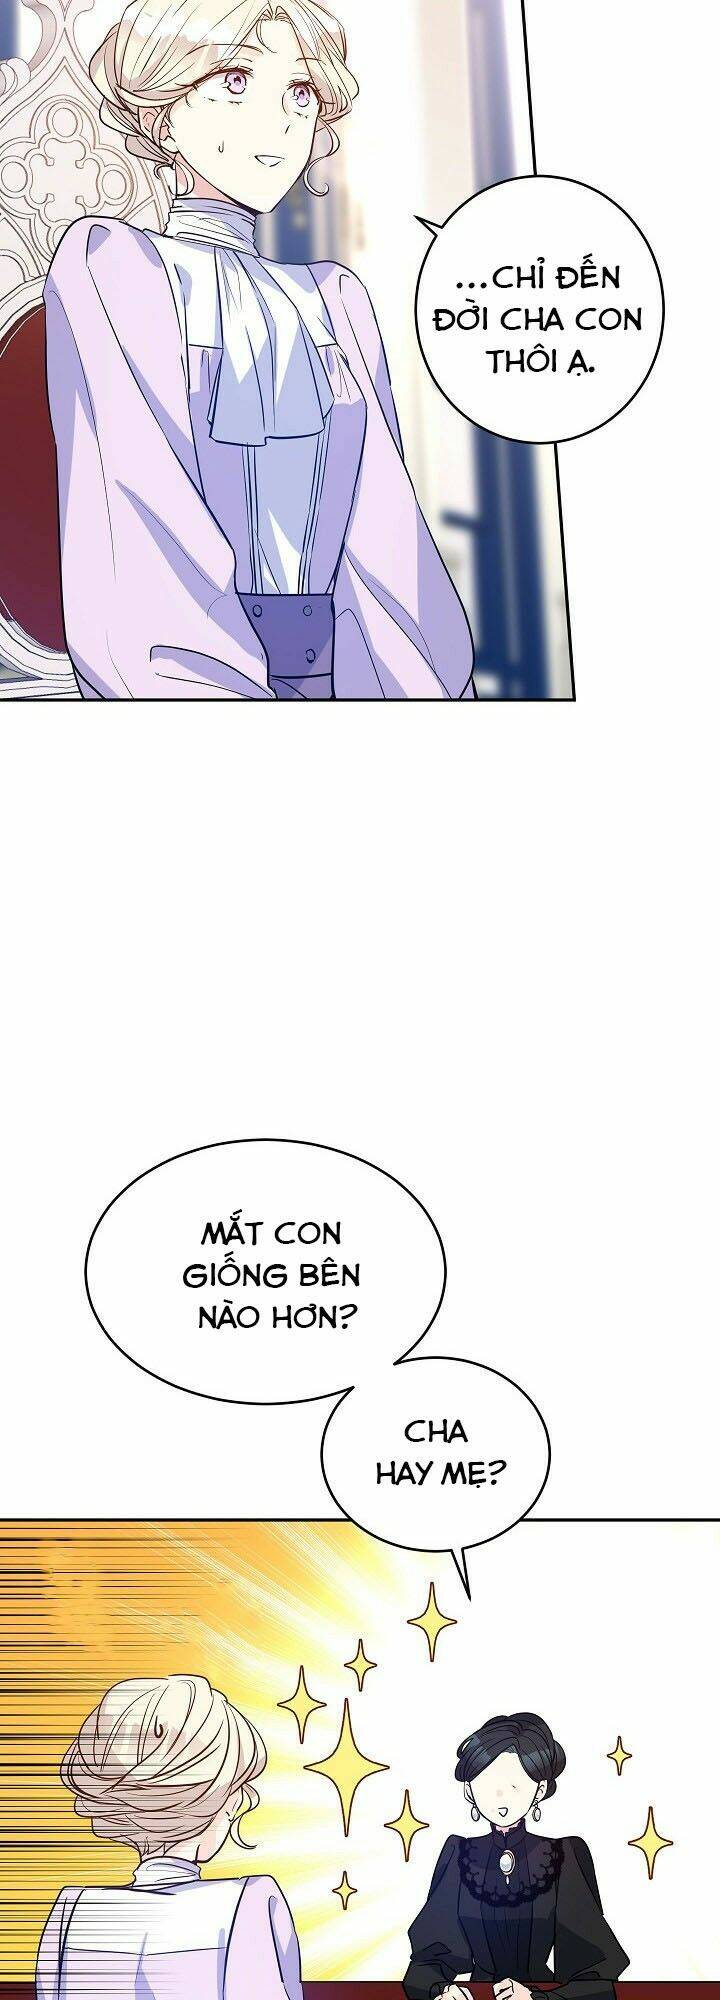 ...CHỈ ĐẾN
ĐỜI CHA CON
THÔI Ạ.
MẮT CON
GIỐNG BÊN
NÀO HƠN?
CHA
HAY MẸ?